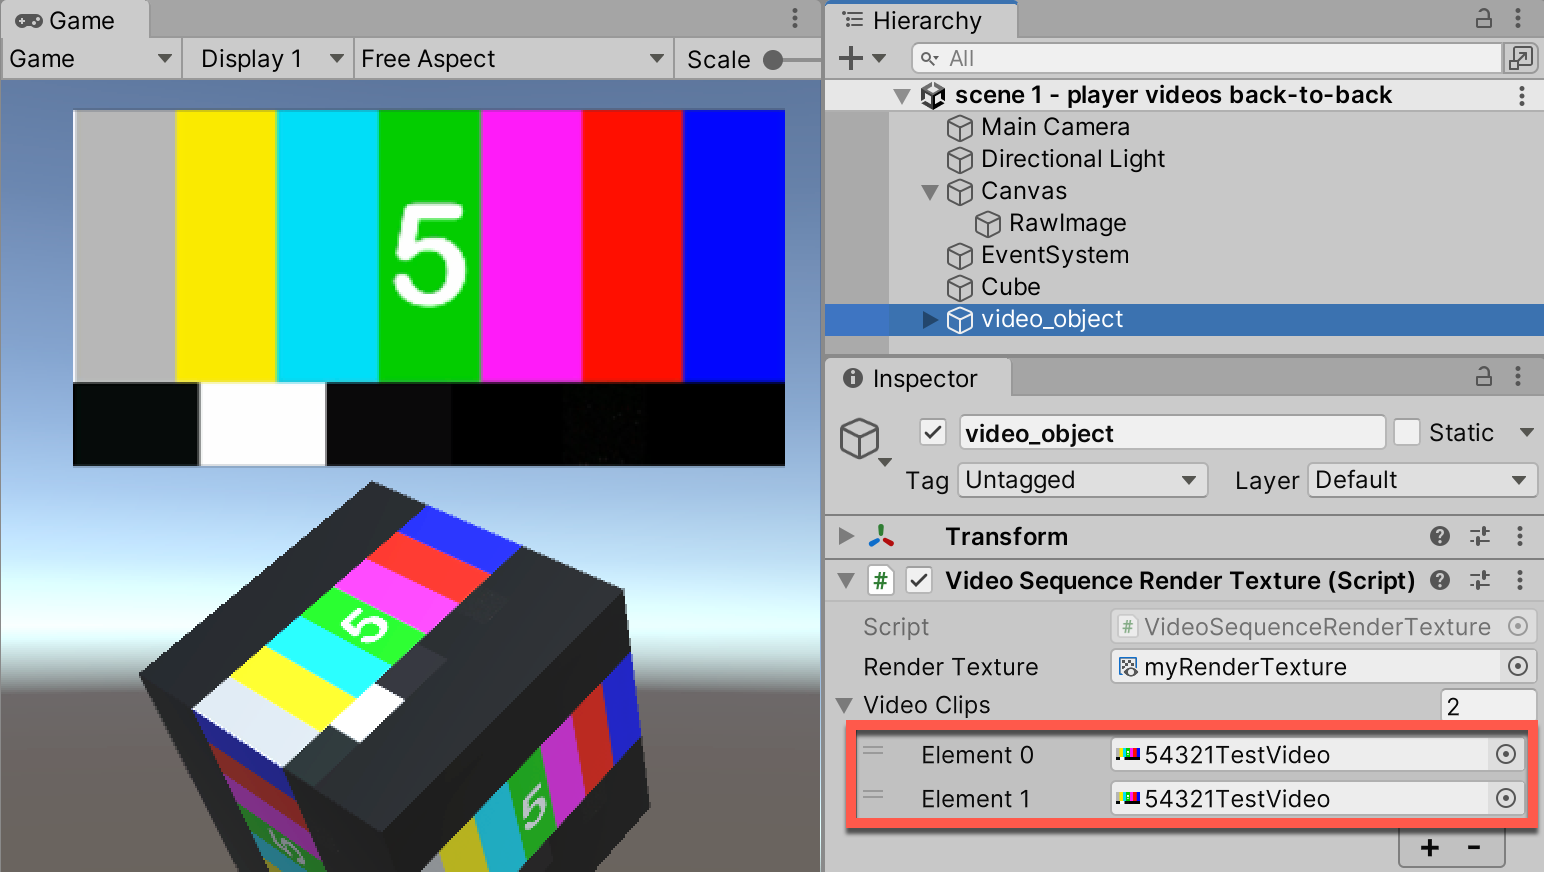 Game
Game
Display 1
Free Aspect
Scale
5
5
5
5
Hierarchy
All
scene 1 - player videos back-to-back
Main Camera
Directional Light
Canvas
RawImage
EventSystem
Cube
video_object
Inspector
video_object
Static
Tag
Untagged
Layer
Default
Transform
Video Sequence Render Texture (Script)
Script
VideoSequenceRenderTexture
Render Texture
myRenderTexture
Video Clips
2
Element 0
54321TestVideo
Element 1
54321TestVideo